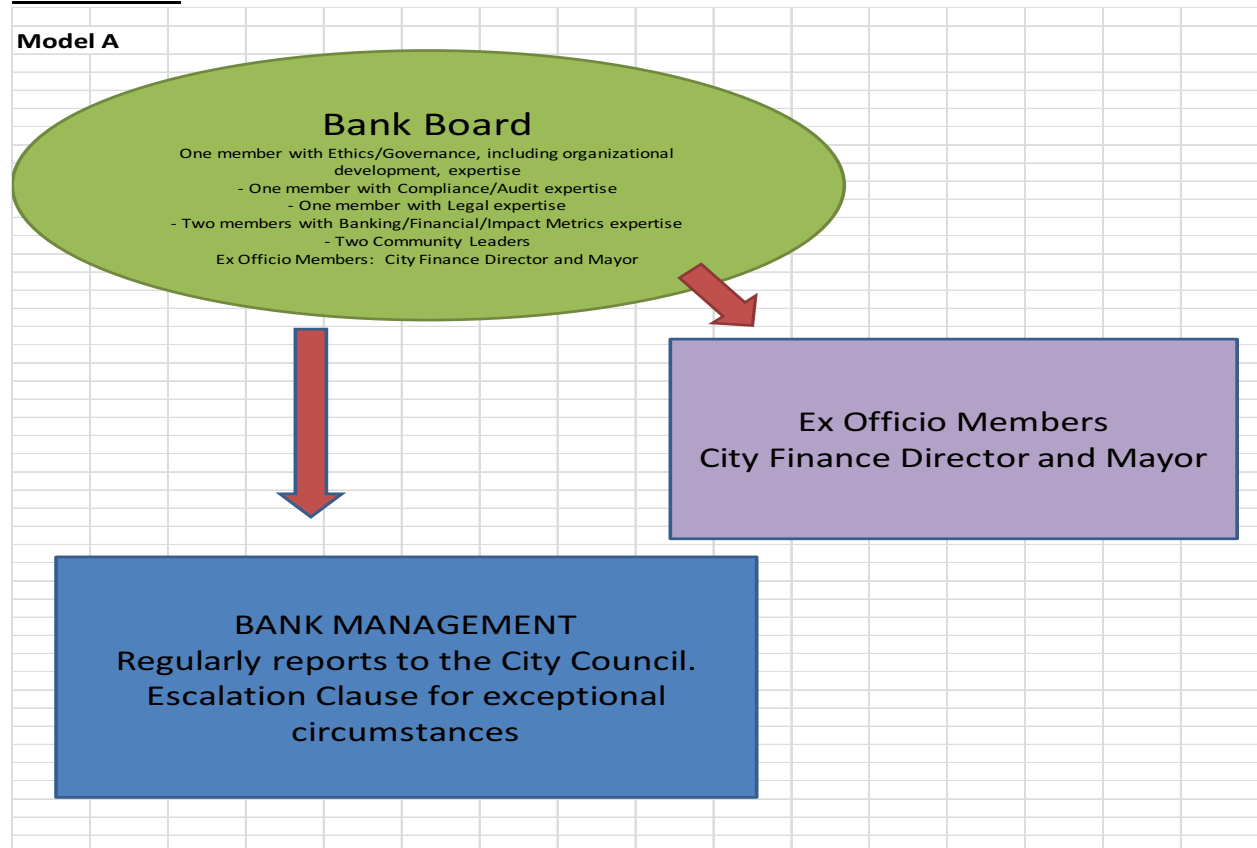 Model A
Bank Board
One member with Ethics/Governance, including organizational
development, expertise
- One member with Compliance/Audit expertise
- One member with Legal expertise
- Two members with Banking/Financial/Impact Metrics expertise
- Two Community Leaders
Ex Officio Members: City Finance Director and Mayor
Ex Officio Members
City Finance Director and Mayor
BANK MANAGEMENT
Regularly reports to the City Council.
Escalation Clause for exceptional
circumstances